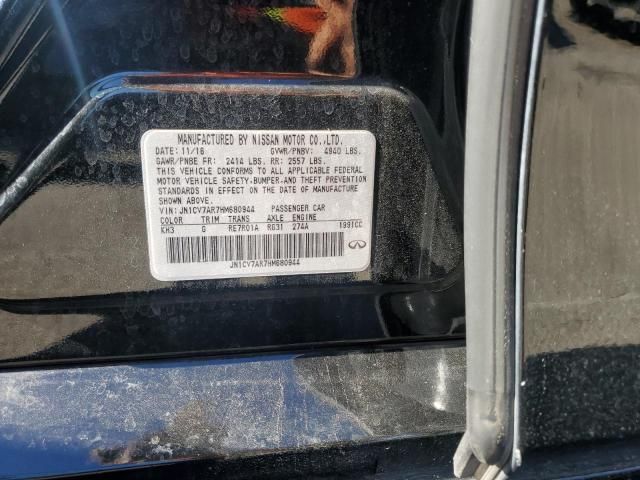 MANUFACTURED BY NISSAN MOTOR CO.,LTD.
DATE: 11/16 GVWR/PNBV: 4940 LBS.
GAWR/PNBE FR: 2414 LBS. RR: 2557 LBS.
THIS VEHICLE CONFORMS TO ALL APPLICABLE FEDERAL
MOTOR VEHICLE SAFETY, BUMPER, AND THEFT PREVENTION
STANDARDS IN EFFECT ON THE DATE OF MANUFACTURE
SHOWN ABOVE.
VIN: JN1CV7AR7HM680944 PASSENGER CAR
COLOR TRIM TRANS AXLE ENGINE
KH3 G RE7R01A RG31 274A 1991CC
JN1CV7AR7HM680944